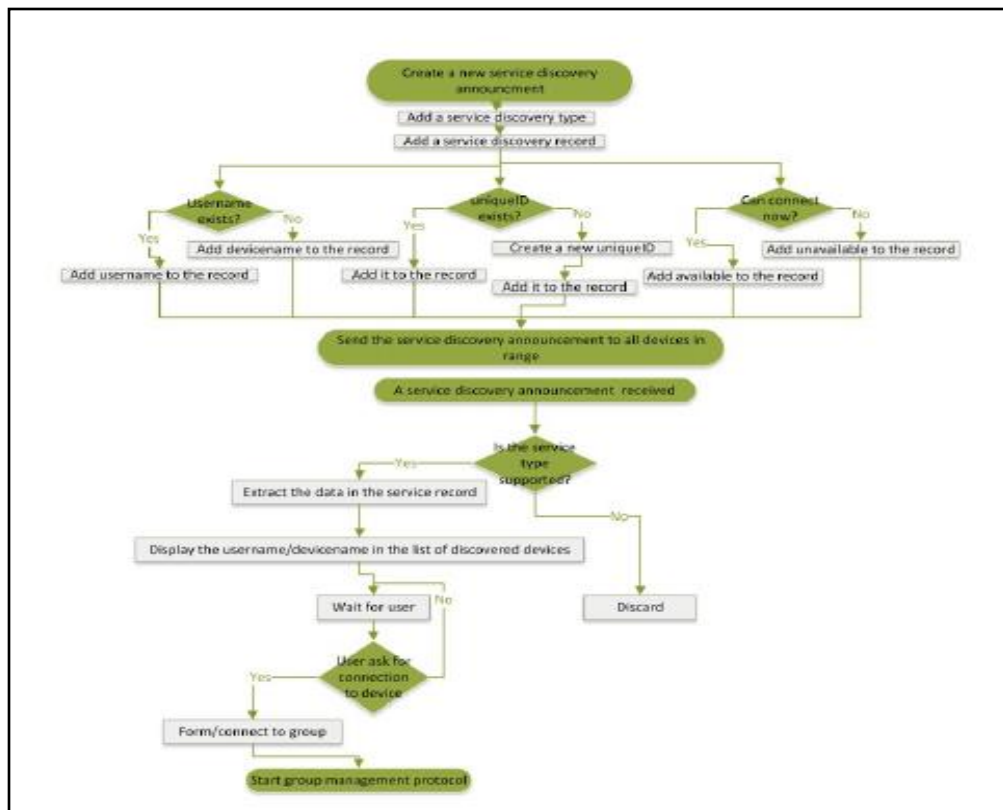 Create a new service discovery
announcment
Add a service discovery type
Add a service discovery record
Username
exists?
uniqueID
exists?
Can connect
now?
Yes
No
Yes
No
Yes
No
Add devicename to the record
Create a new uniqueID
Add unavailable to the record
Add username to the record
Add it to the record
Add it to the record
Add available to the record
Send the service discovery announcement to all devices in
range
A service discovery announcement received
Is the service
type
supported?
Yes
No
Extract the data in the service record
Display the username/devicename in the list of discovered devices
Wait for user
No
Discard
User ask for
connection
to device
Yes
Form/connect to group
Start group management protocol